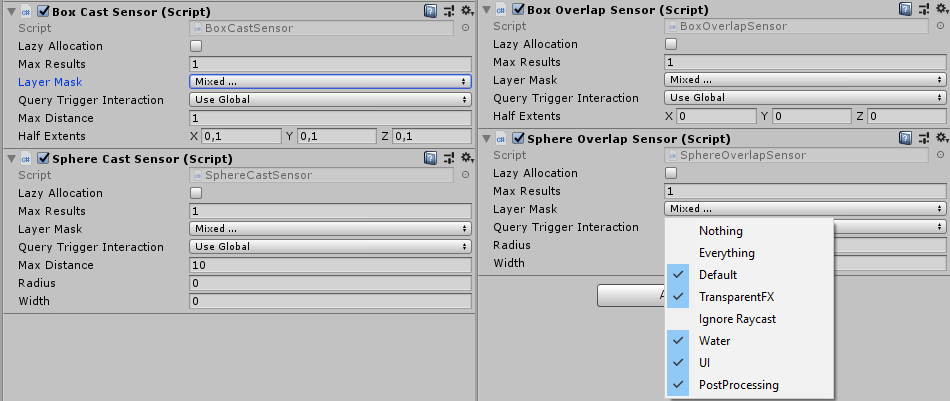 Box Cast Sensor (Script)
Script BoxCastSensor
Lazy Allocation
Max Results 1
Layer Mask Mixed ...
Query Trigger Interaction Use Global
Max Distance 1
Half Extents X 0,1 Y 0,1 Z 0,1
Sphere Cast Sensor (Script)
Script SphereCastSensor
Lazy Allocation
Max Results 1
Layer Mask Mixed ...
Query Trigger Interaction Use Global
Max Distance 10
Radius 0
Width 0
Box Overlap Sensor (Script)
Script BoxOverlapSensor
Lazy Allocation
Max Results 1
Layer Mask Mixed ...
Query Trigger Interaction Use Global
Half Extents X 0 Y 0 Z 0
Sphere Overlap Sensor (Script)
Script SphereOverlapSensor
Lazy Allocation
Max Results 1
Layer Mask Mixed ...
Query Trigger Interaction
Radius
Width
Nothing
Everything
Default
TransparentFX
Ignore Raycast
Water
UI
PostProcessing